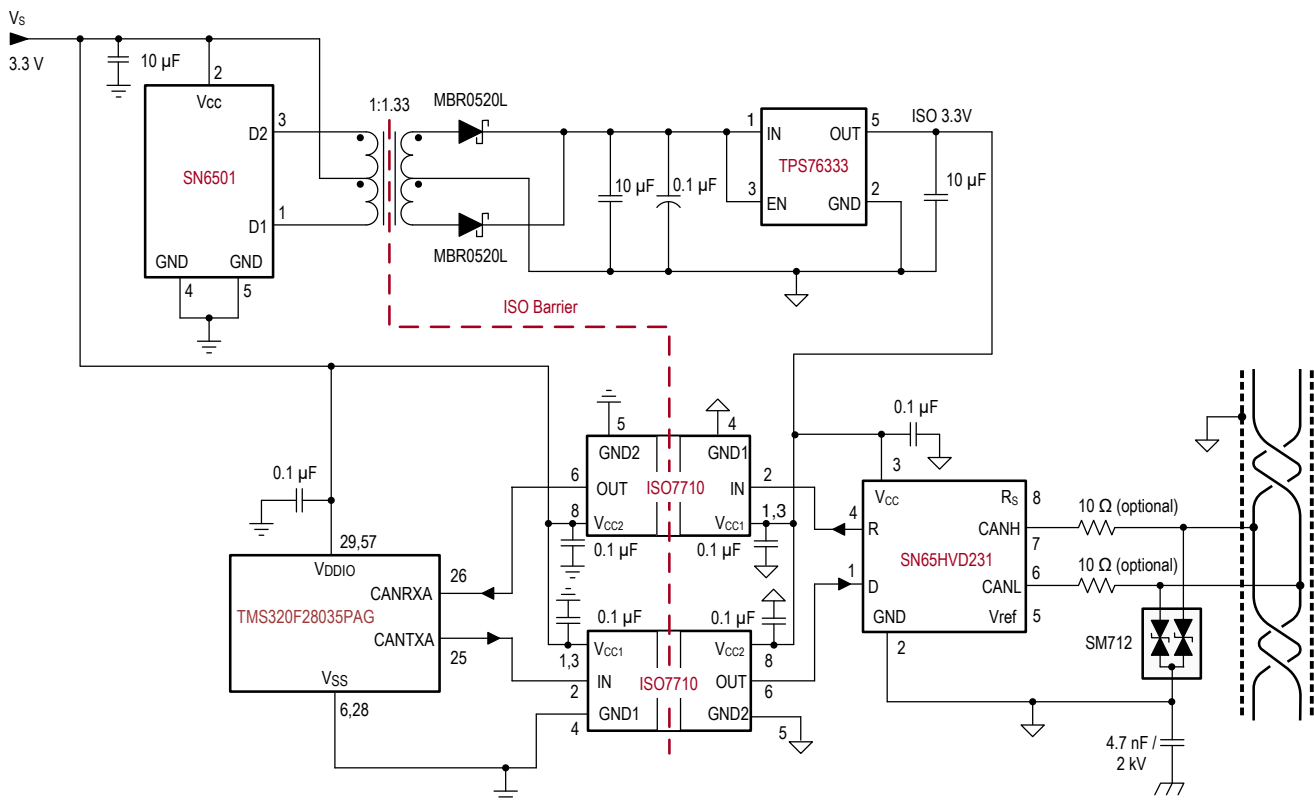 VS
3.3 V
10 µF
2
Vcc
3
D2
SN6501
1
D1
GND
GND
4
5
1:1.33
MBR0520L
MBR0520L
10 µF
0.1 µF
1
IN
OUT
5
TPS76333
3
EN
GND
2
ISO 3.3V
10 µF
ISO Barrier
0.1 µF
29,57
VDDIO
TMS320F28035PAG
CANRXA
26
CANTXA
25
VSS
6,28
5
GND2
4
GND1
6
OUT
ISO7710
IN
2
8
VCC2
VCC1
1,3
0.1 µF
0.1 µF
0.1 µF
0.1 µF
1,3
VCC1
VCC2
8
2
IN
ISO7710
OUT
6
4
GND1
GND2
5
0.1 µF
3
VCC
RS
8
4
R
CANH
7
SN65HVD231
1
D
CANL
6
GND
Vref
5
2
10 Ω (optional)
10 Ω (optional)
SM712
4.7 nF /
2 kV